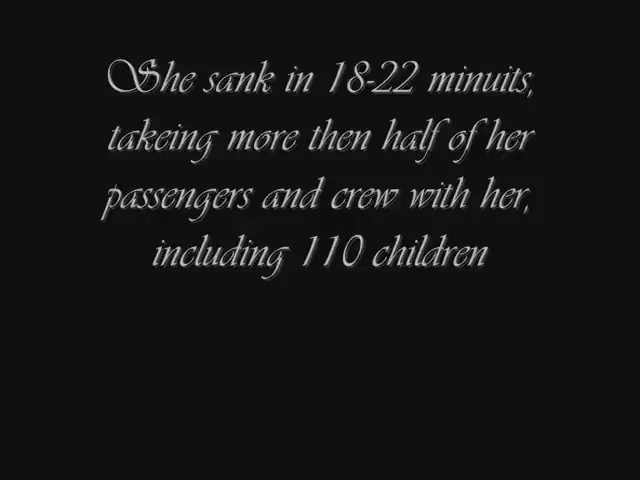 She sank in 18-22 minuits,
takeing more then half of her
passengers and crew with her,
including 110 children